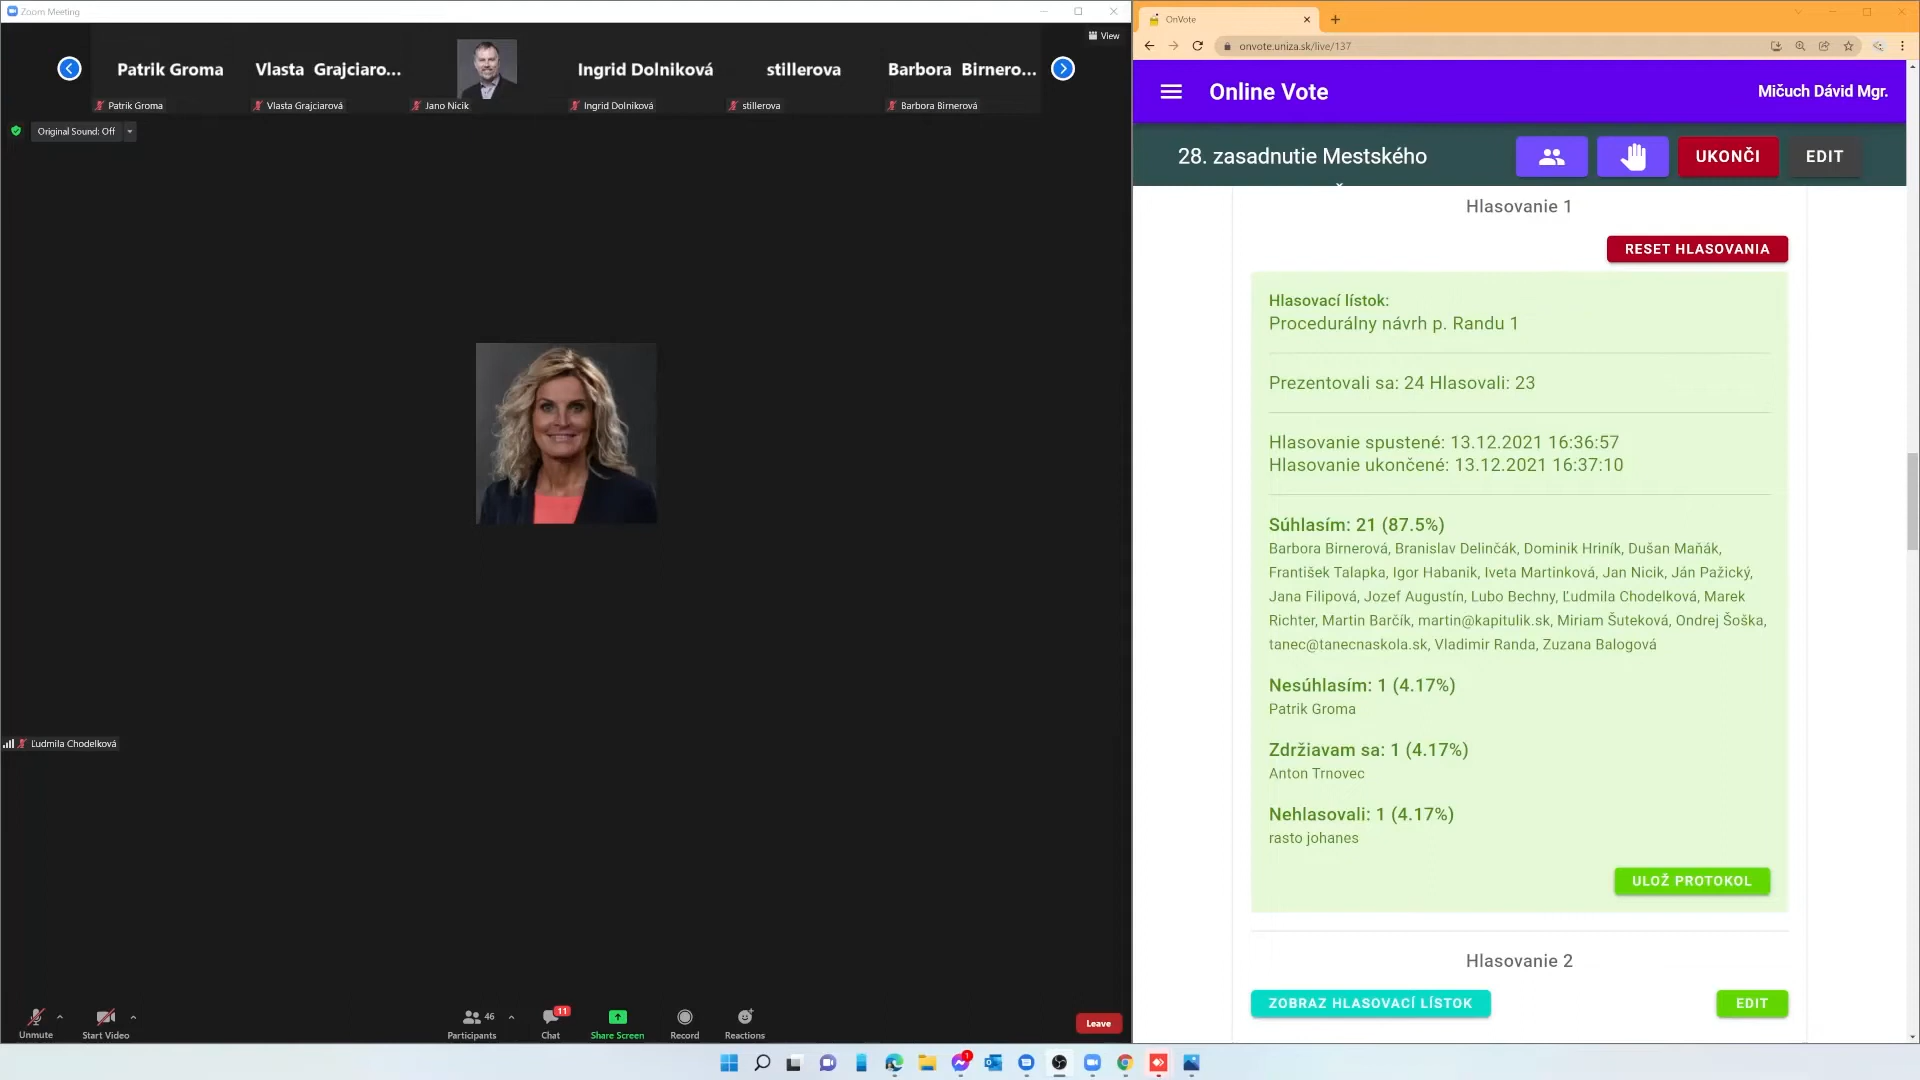 Zoom Meeting
View
Patrik Groma
Vlasta Grajciaro...
Ingrid Dolniková
stillerova
Barbora Birnero...
Patrik Groma
Vlasta Grajciarová
Jano Nicík
Ingrid Dolniková
stillerova
Barbora Birnerová
Original Sound: Off
Ľudmila Chodelková
Unmute
Start Video
46
Participants
11
Chat
Share Screen
Record
Reactions
Leave
OnVote
onvote.uniza.sk/live/137
Online Vote
Mičuch Dávid Mgr.
28. zasadnutie Mestského
UKONČI
EDIT
Hlasovanie 1
RESET HLASOVANIA
Hlasovací lístok:
Procedurálny návrh p. Randu 1
Prezentovali sa: 24 Hlasovali: 23
Hlasovanie spustené: 13.12.2021 16:36:57
Hlasovanie ukončené: 13.12.2021 16:37:10
Súhlasím: 21 (87.5%)
Barbora Birnerová, Branislav Delinčák, Dominik Hriník, Dušan Maňák,
František Talapka, Igor Habanik, Iveta Martinková, Jan Nicik, Ján Pažický,
Jana Filipová, Jozef Augustín, Lubo Bechny, Ľudmila Chodelková, Marek
Richter, Martin Barčík, martin@kapitulik.sk, Miriam Šuteková, Ondrej Šoška,
tanec@tanecnaskola.sk, Vladimir Randa, Zuzana Balogová
Nesúhlasím: 1 (4.17%)
Patrik Groma
Zdržiavam sa: 1 (4.17%)
Anton Trnovec
Nehlasovali: 1 (4.17%)
rasto johanes
ULOŽ PROTOKOL
Hlasovanie 2
ZOBRAZ HLASOVACÍ LÍSTOK
EDIT
1